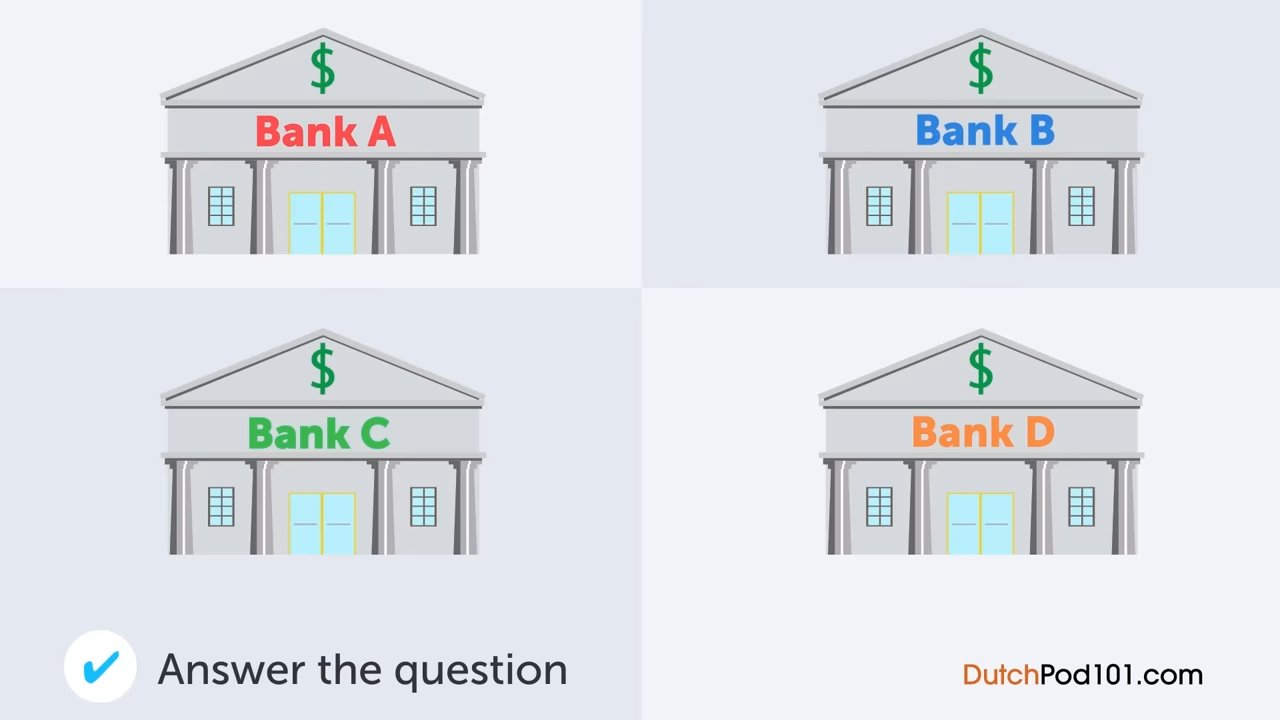 $
Bank A
$
Bank B
$
Bank C
$
Bank D
✔ Answer the question
DutchPod101.com